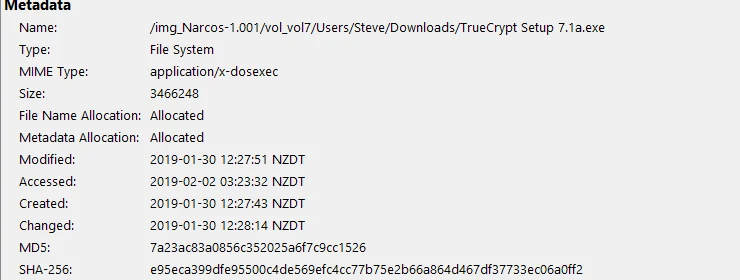 Metadata
Name: /img_Narcos-1.001/vol_vol7/Users/Steve/Downloads/TrueCrypt Setup 7.1a.exe
Type: File System
MIME Type: application/x-dosexec
Size: 3466248
File Name Allocation: Allocated
Metadata Allocation: Allocated
Modified: 2019-01-30 12:27:51 NZDT
Accessed: 2019-02-02 03:23:32 NZDT
Created: 2019-01-30 12:27:43 NZDT
Changed: 2019-01-30 12:28:14 NZDT
MD5: 7a23ac83a0856c352025a6f7c9cc1526
SHA-256: e95eca399dfe95500c4de569efc4cc77b75e2b66a864d467df37733ec06a0ff2